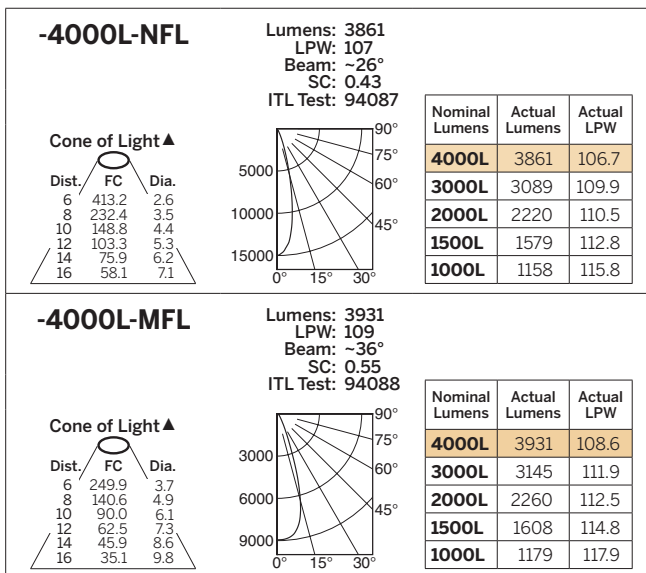 -4000L-NFL
Lumens: 3861
LPW: 107
Beam: ~26°
SC: 0.43
ITL Test: 94087
Cone of Light▲
Dist. FC Dia.
6 413.2 2.6
8 232.4 3.5
10 148.8 4.4
12 103.3 5.3
14 75.9 6.2
16 58.1 7.1
90°
75°
60°
45°
5000
10000
15000
0° 15° 30°
Nominal Lumens Actual Lumens Actual LPW
4000L 3861 106.7
3000L 3089 109.9
2000L 2220 110.5
1500L 1579 112.8
1000L 1158 115.8
-4000L-MFL
Lumens: 3931
LPW: 109
Beam: ~36°
SC: 0.55
ITL Test: 94088
Cone of Light▲
Dist. FC Dia.
6 249.9 3.7
8 140.6 4.9
10 90.0 6.1
12 62.5 7.3
14 45.9 8.6
16 35.1 9.8
90°
75°
60°
45°
3000
6000
9000
0° 15° 30°
Nominal Lumens Actual Lumens Actual LPW
4000L 3931 108.6
3000L 3145 111.9
2000L 2260 112.5
1500L 1608 114.8
1000L 1179 117.9